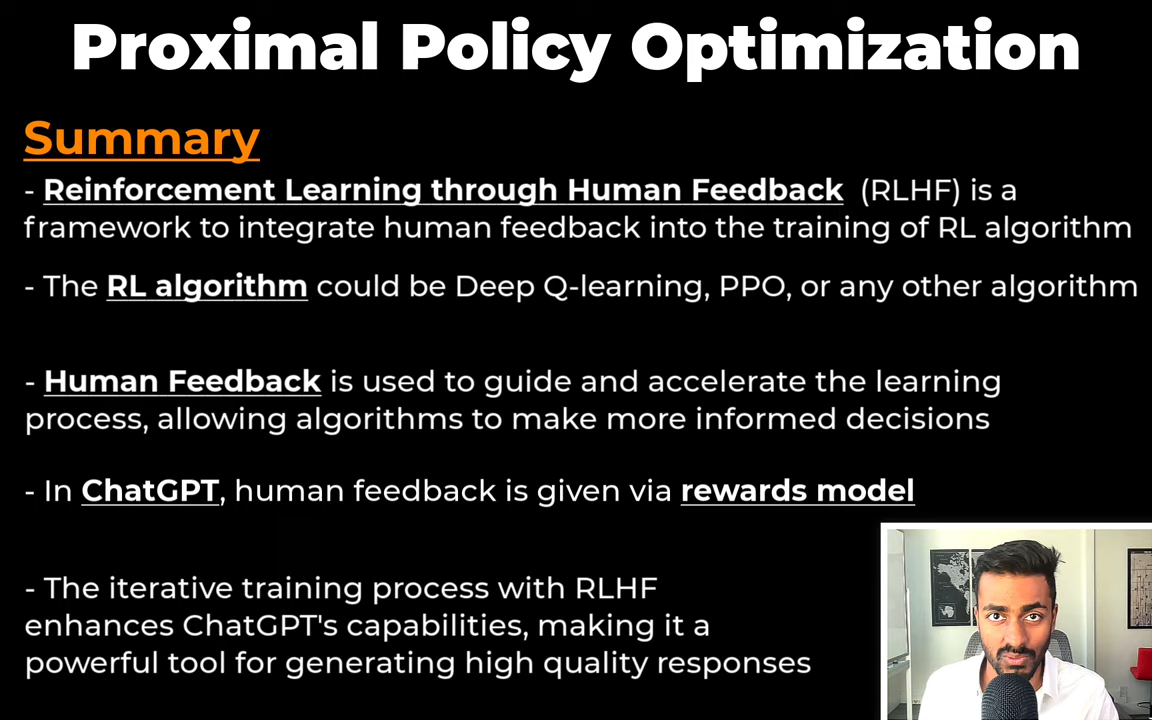 Proximal Policy Optimization
Summary
- Reinforcement Learning through Human Feedback (RLHF) is a
framework to integrate human feedback into the training of RL algorithm
- The RL algorithm could be Deep Q-learning, PPO, or any other algorithm
- Human Feedback is used to guide and accelerate the learning
process, allowing algorithms to make more informed decisions
- In ChatGPT, human feedback is given via rewards model
- The iterative training process with RLHF
enhances ChatGPT's capabilities, making it a
powerful tool for generating high quality responses